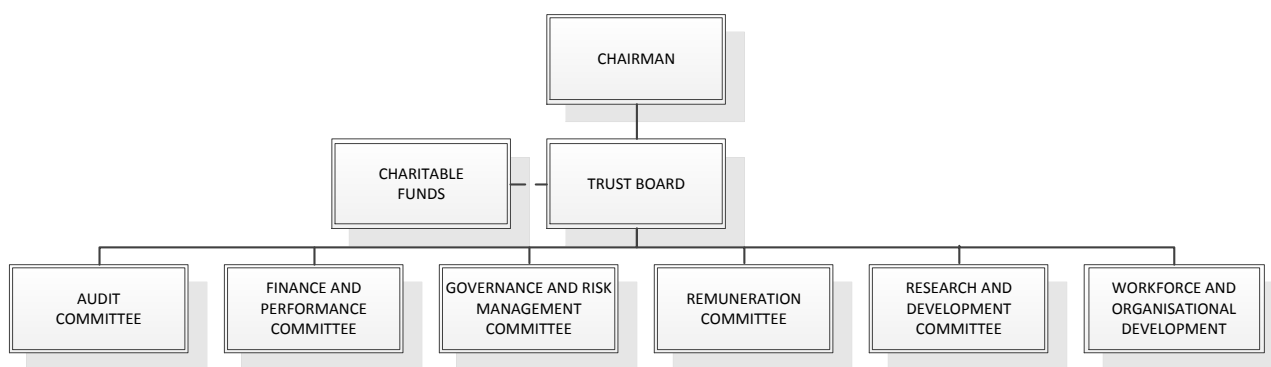 CHAIRMAN
CHARITABLE
FUNDS
TRUST BOARD
AUDIT
COMMITTEE
FINANCE AND
PERFORMANCE
COMMITTEE
GOVERNANCE AND RISK
MANAGEMENT
COMMITTEE
REMUNERATION
COMMITTEE
RESEARCH AND
DEVELOPMENT
COMMITTEE
WORKFORCE AND
ORGANISATIONAL
DEVELOPMENT